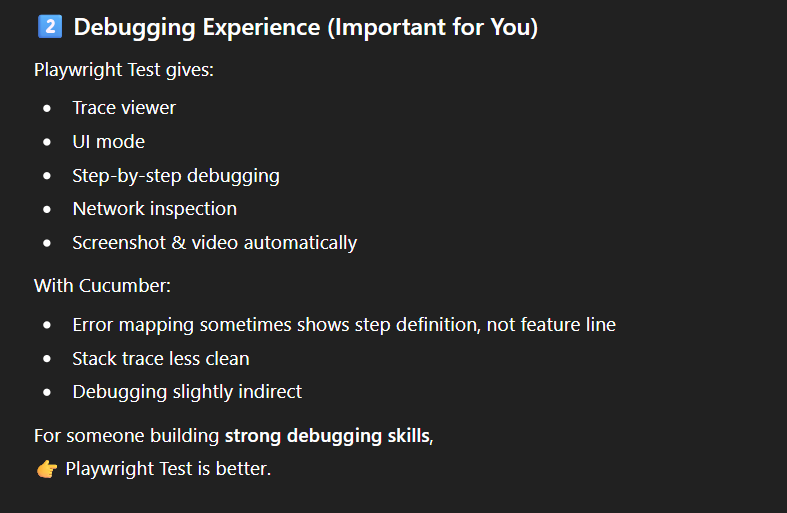 2️⃣ Debugging Experience (Important for You)
Playwright Test gives:
• Trace viewer
• UI mode
• Step-by-step debugging
• Network inspection
• Screenshot & video automatically
With Cucumber:
• Error mapping sometimes shows step definition, not feature line
• Stack trace less clean
• Debugging slightly indirect
For someone building strong debugging skills,
👉 Playwright Test is better.